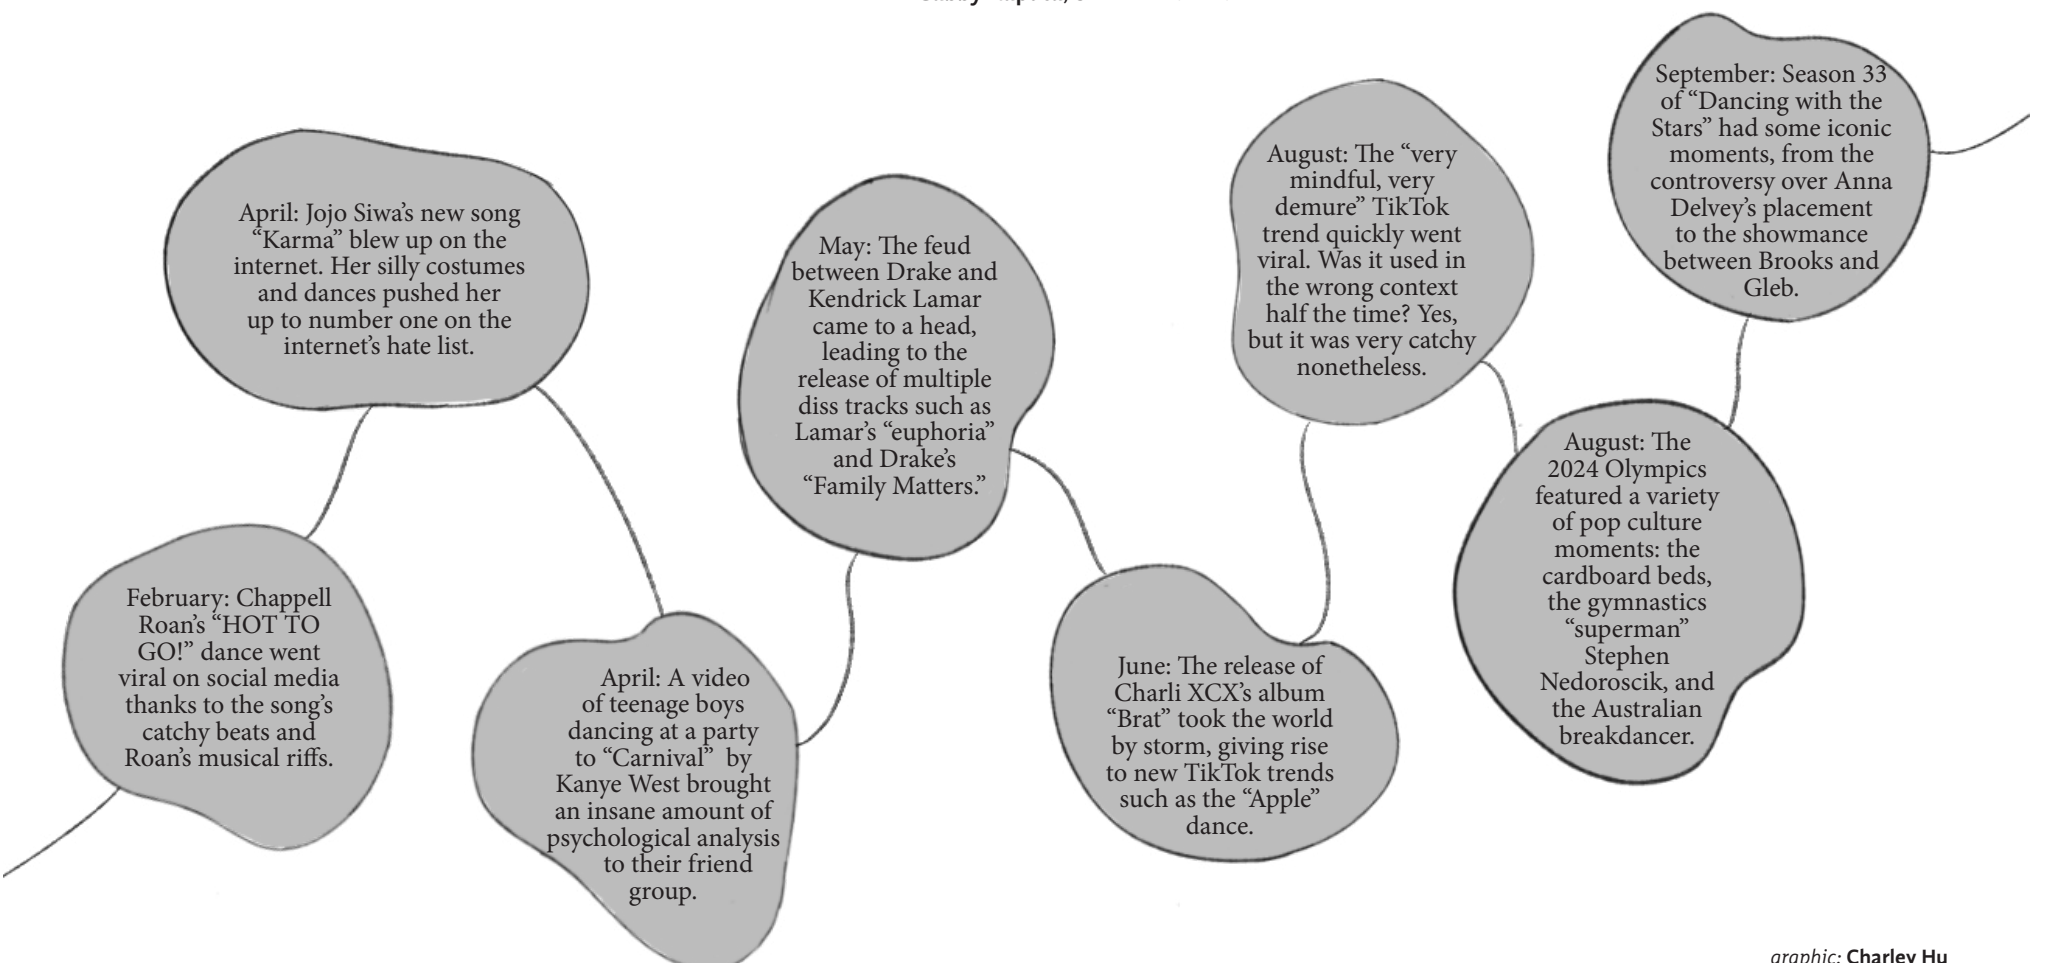 February: Chappell
Roan's “HOT TO
GO!” dance went
viral on social media
thanks to the song's
catchy beats and
Roan's musical riffs.
April: Jojo Siwa's new song
“Karma” blew up on the
internet. Her silly costumes
and dances pushed her
up to number one on the
internet's hate list.
April: A video
of teenage boys
dancing at a party
to “Carnival”  by
Kanye West brought
an insane amount of
psychological analysis
to their friend
group.
May: The feud
between Drake and
Kendrick Lamar
came to a head,
leading to the
release of multiple
diss tracks such as
Lamar's “euphoria”
and Drake's
“Family Matters.”
June: The release of
Charli XCX's album
“Brat” took the world
by storm, giving rise
to new TikTok trends
such as the “Apple”
dance.
August: The “very
mindful, very
demure” TikTok
trend quickly went
viral. Was it used in
the wrong context
half the time? Yes,
but it was very catchy
nonetheless.
August: The
2024 Olympics
featured a variety
of pop culture
moments: the
cardboard beds,
the gymnastics
“superman”
Stephen
Nedoroscik, and
the Australian
breakdancer.
September: Season 33
of “Dancing with the
Stars” had some iconic
moments, from the
controversy over Anna
Delvey's placement
to the showmance
between Brooks and
Gleb.
graphic: Charley Hu